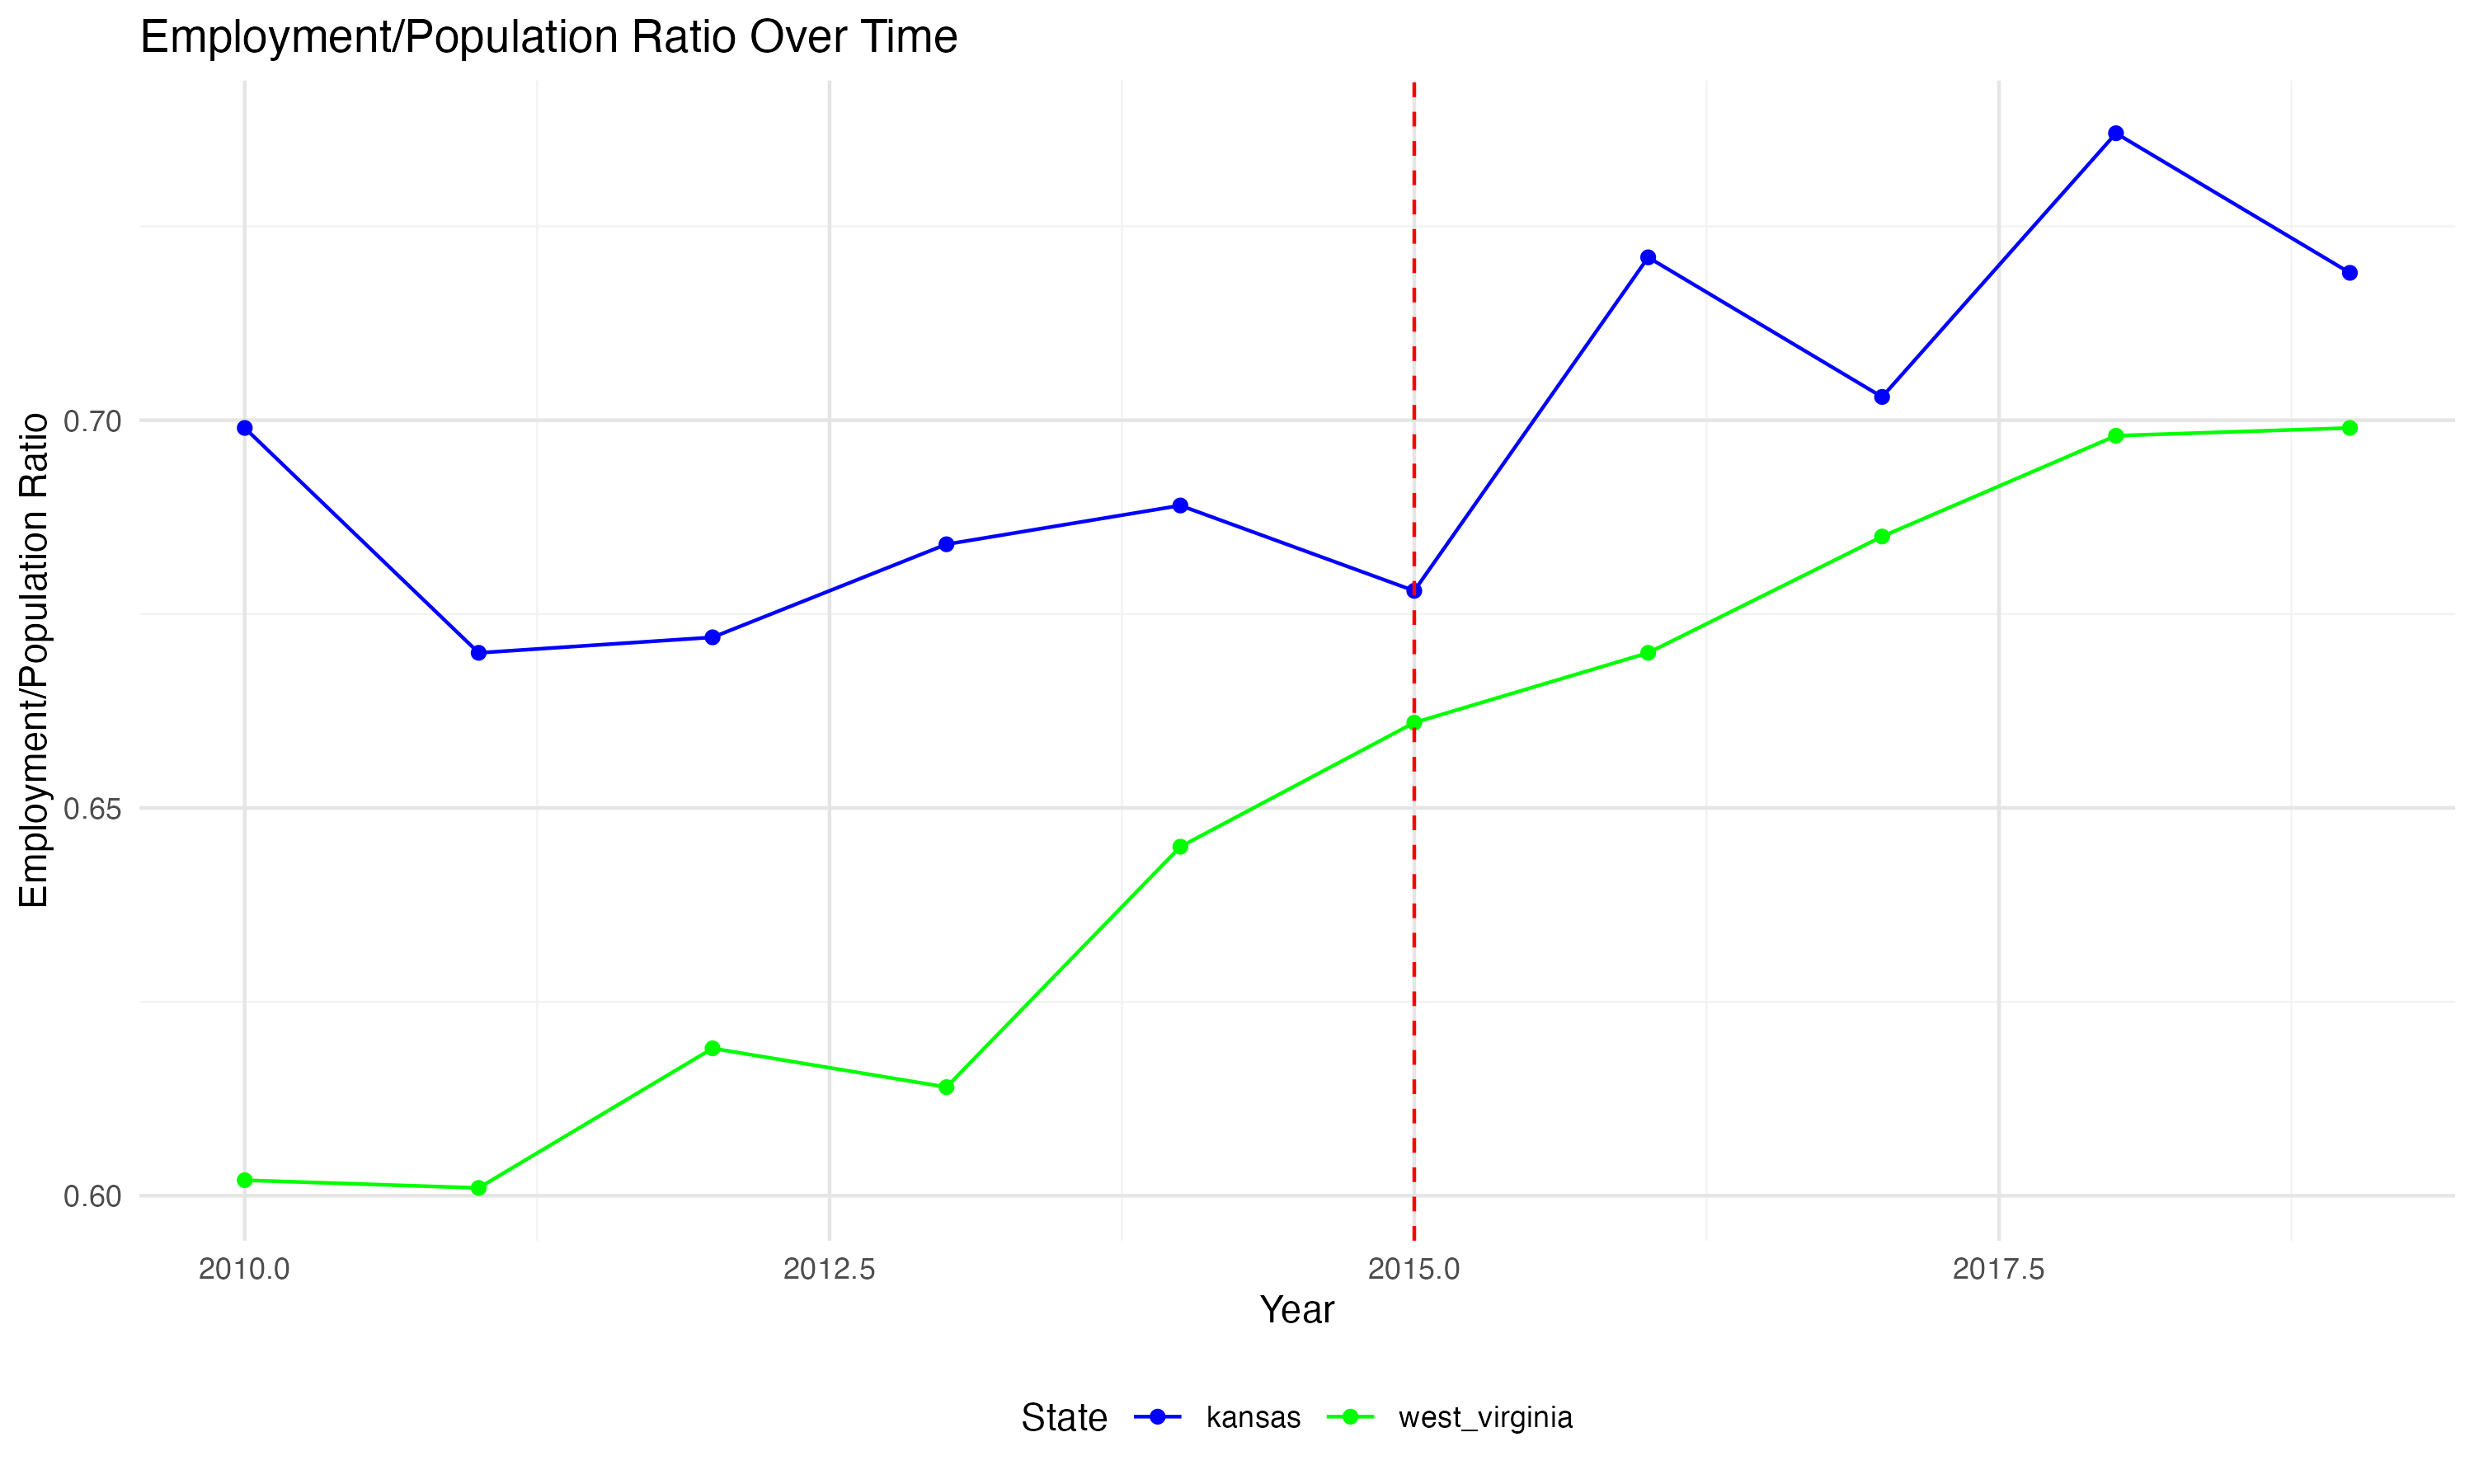 Employment/Population Ratio Over Time
Employment/Population Ratio
0.70
0.65
0.60
2010.0 2012.5 2015.0 2017.5
Year
State kansas west_virginia